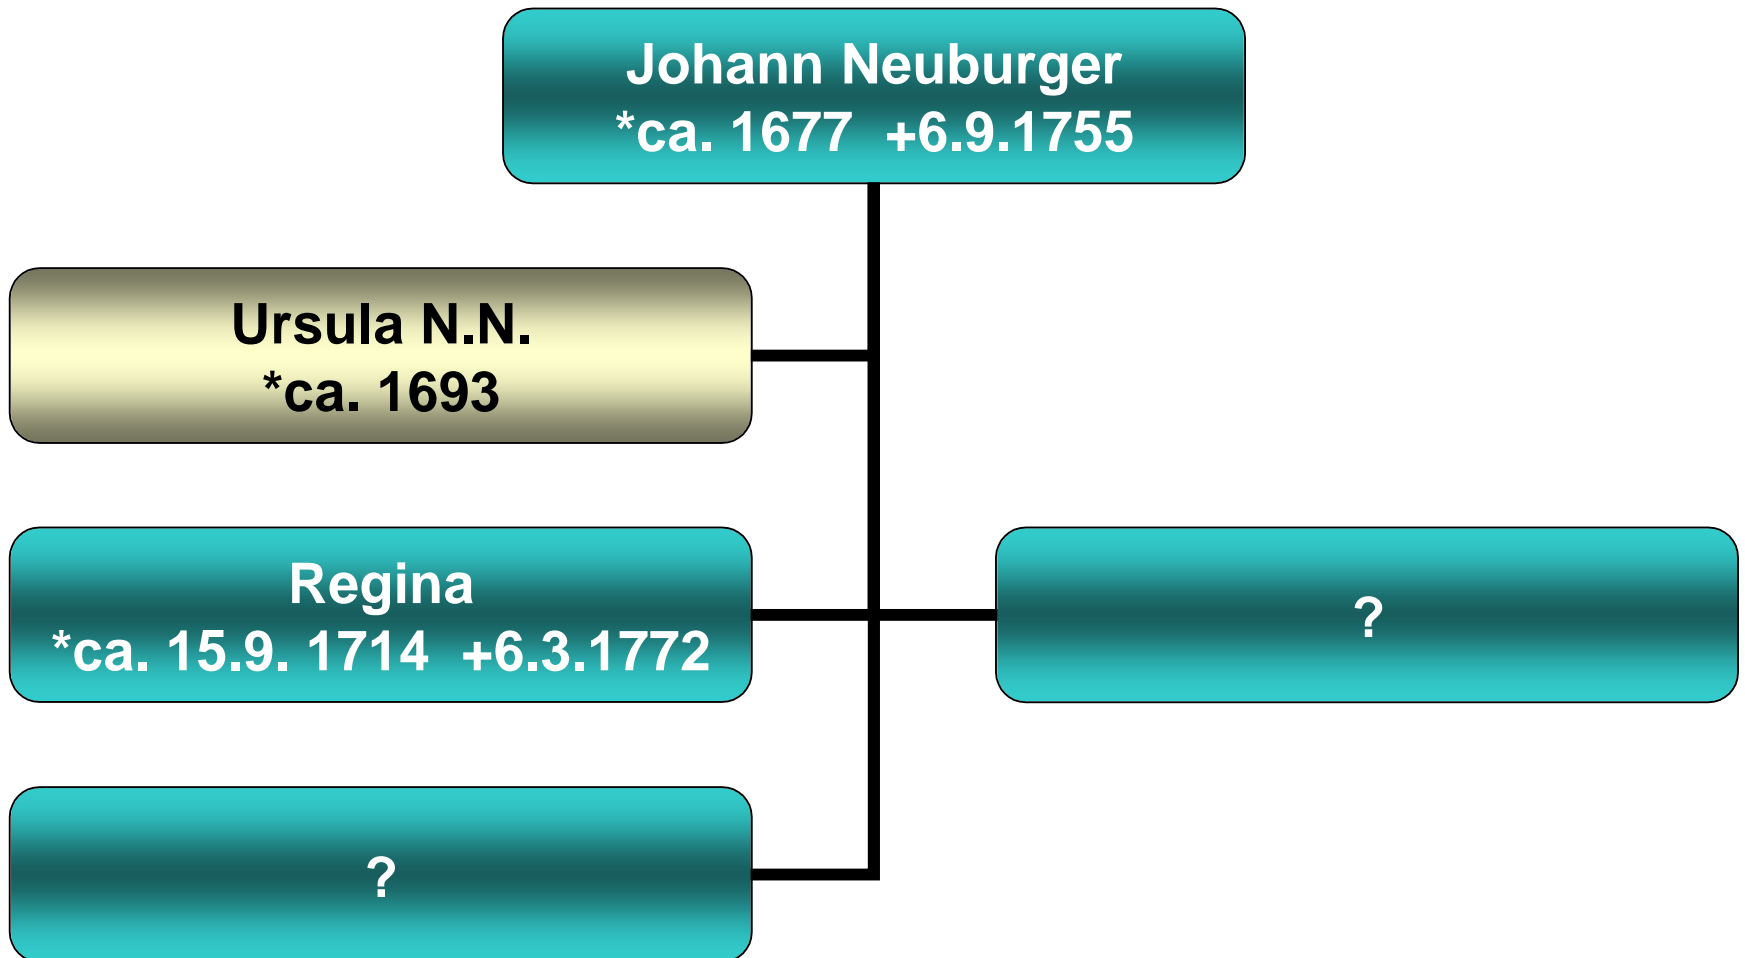 Johann Neuburger
*ca. 1677 +6.9.1755
Ursula N.N.
*ca. 1693
Regina
*ca. 15.9. 1714 +6.3.1772
?
?